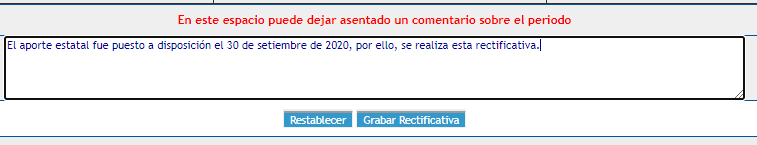 En este espacio puede dejar asentado un comentario sobre el periodo
El aporte estatal fue puesto a disposición el 30 de setiembre de 2020, por ello, se realiza esta rectificativa.
Restablecer Grabar Rectificativa